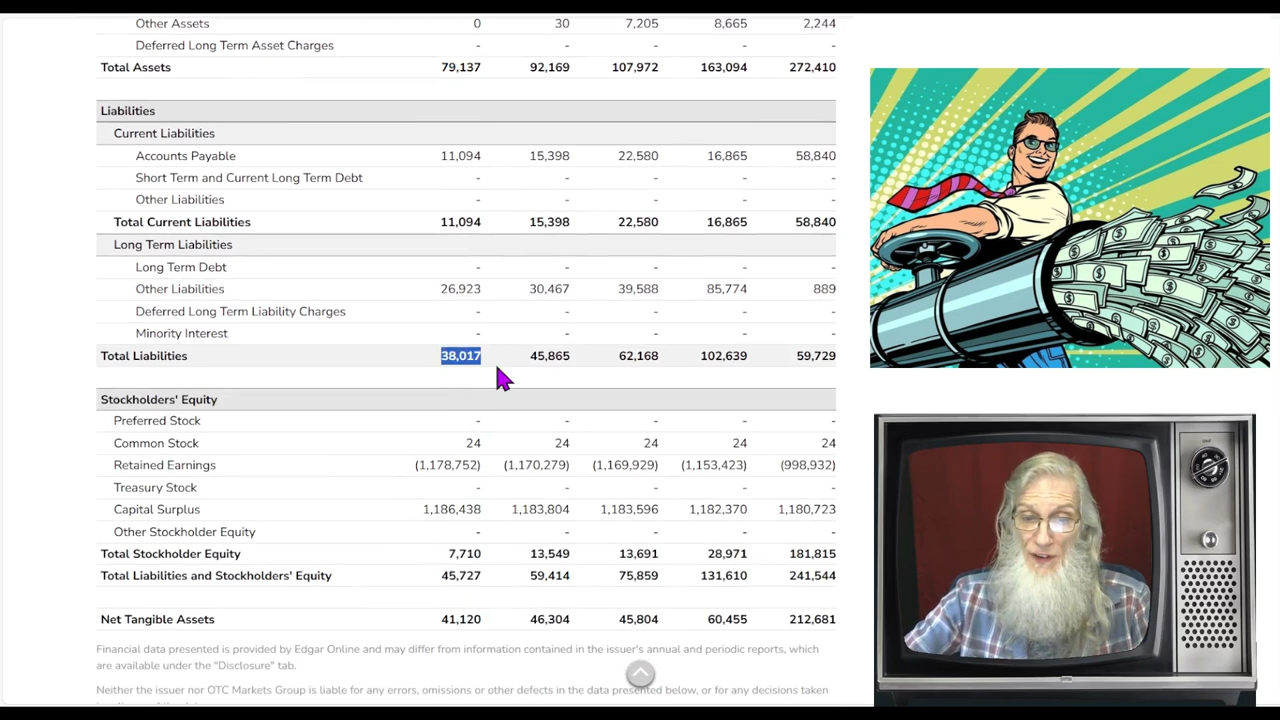 Other Assets 0 30 7,205 8,665 2,244
Deferred Long Term Asset Charges - - - - -
Total Assets 79,137 92,169 107,972 163,094 272,410
Liabilities
Current Liabilities
Accounts Payable 11,094 15,398 22,580 16,865 58,840
Short Term and Current Long Term Debt - - - - -
Other Liabilities - - - - -
Total Current Liabilities 11,094 15,398 22,580 16,865 58,840
Long Term Liabilities
Long Term Debt - - - - -
Other Liabilities 26,923 30,467 39,588 85,774 889
Deferred Long Term Liability Charges - - - - -
Minority Interest - - - - -
Total Liabilities 38,017 45,865 62,168 102,639 59,729
Stockholders' Equity
Preferred Stock - - - - -
Common Stock 24 24 24 24 24
Retained Earnings (1,178,752) (1,170,279) (1,169,929) (1,153,423) (998,932)
Treasury Stock - - - - -
Capital Surplus 1,186,438 1,183,804 1,183,596 1,182,370 1,180,723
Other Stockholder Equity - - - - -
Total Stockholder Equity 7,710 13,549 13,691 28,971 181,815
Total Liabilities and Stockholders' Equity 45,727 59,414 75,859 131,610 241,544
Net Tangible Assets 41,120 46,304 45,804 60,455 212,681
Financial data presented is provided by Edgar Online and may differ from information contained in the issuer's annual and periodic reports, which
are available under the "Disclosure" tab.
Neither the issuer nor OTC Markets Group is liable for any errors, omissions or other defects in the data presented below, or for any decisions taken